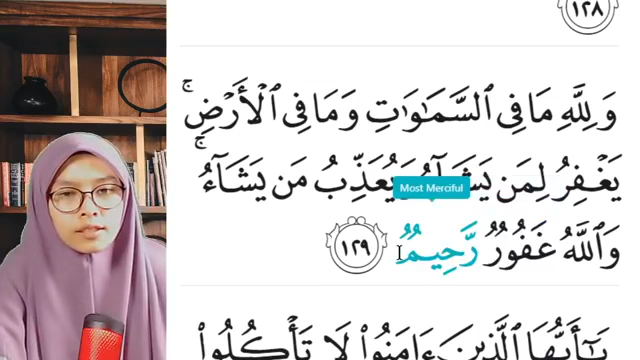 ١٢٨
وَلِلَّهِ مَا فِى ٱلسَّمَـٰوَٰتِ وَمَا فِى ٱلْأَرْضِ ۚ
يَغْفِرُ لِمَن يَشَآءُ وَيُعَذِّبُ مَن يَشَآءُ ۚ
Most Merciful
وَٱللَّهُ غَفُورٌ رَّحِيمٌ ١٢٩
يَـٰٓأَيُّهَا ٱلَّذِينَ ءَامَنُوا۟ لَا تَأْكُلُوا۟